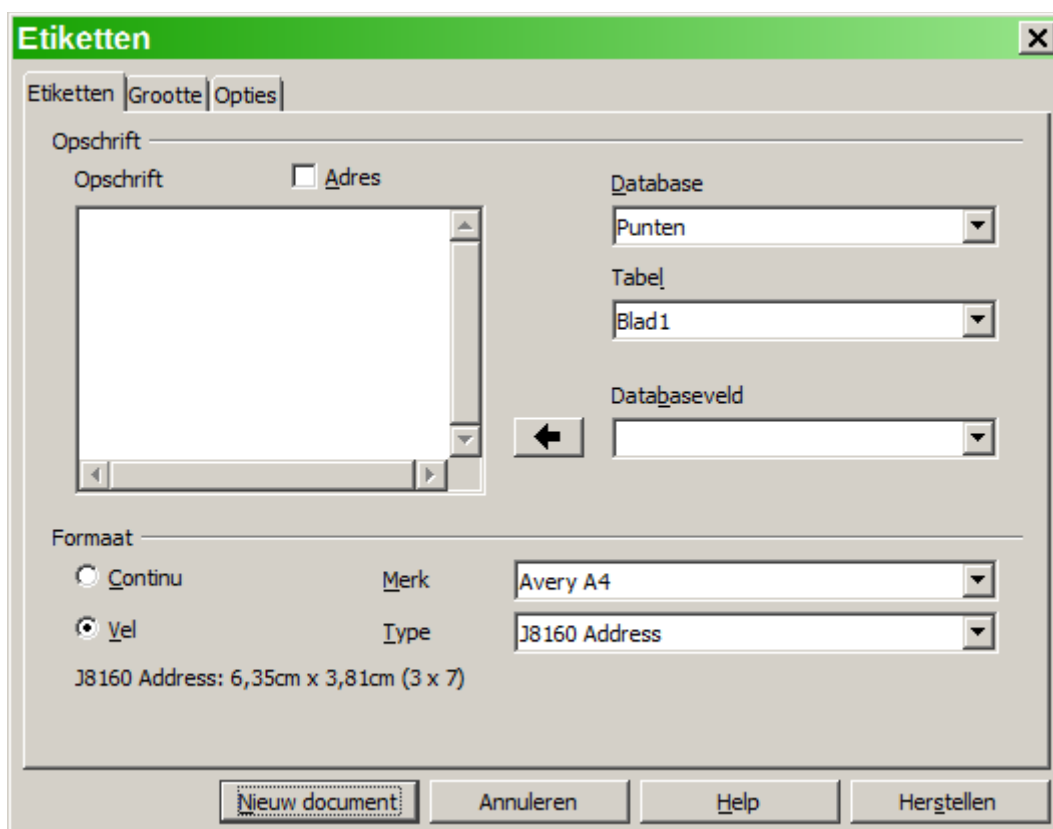 Etiketten
Etiketten Grootte Opties
Opschrift
Opschrift Adres
Database
Punten
Tabel
Blad1
Databaseveld
Formaat
Continu Merk Avery A4
Vel Type J8160 Address
J8160 Address: 6,35cm x 3,81cm (3 x 7)
Nieuw document Annuleren Help Herstellen